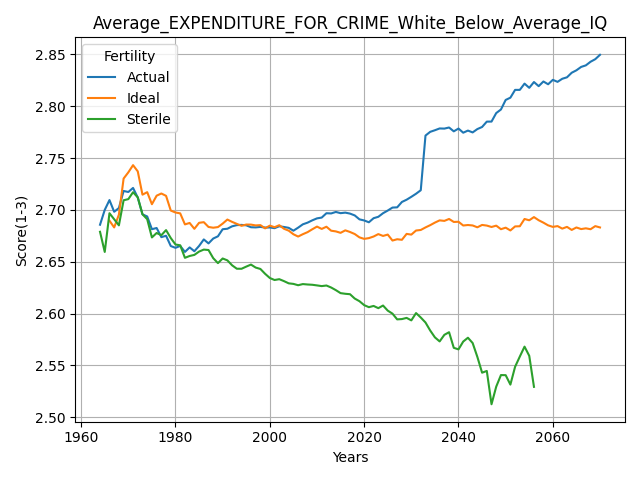 Average_EXPENDITURE_FOR_CRIME_White_Below_Average_IQ
Fertility
Actual
Ideal
Sterile
Score(1-3)
2.85
2.80
2.75
2.70
2.65
2.60
2.55
2.50
1960 1980 2000 2020 2040 2060
Years